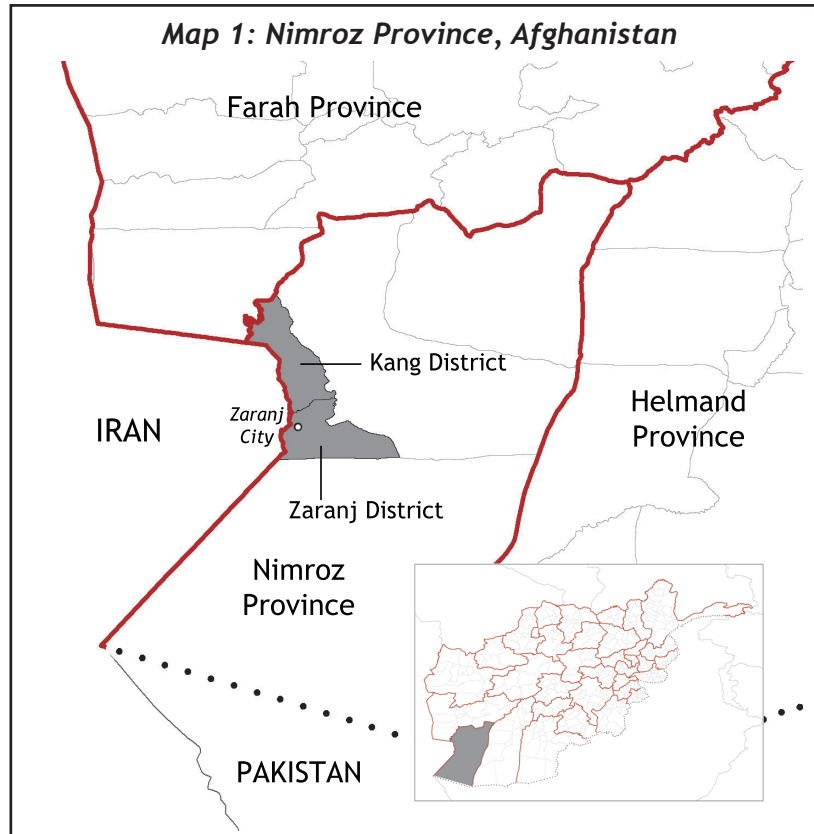 Map 1: Nimroz Province, Afghanistan
Farah Province
Kang District
Helmand
Province
Zaranj
City
IRAN
Zaranj District
Nimroz
Province
PAKISTAN